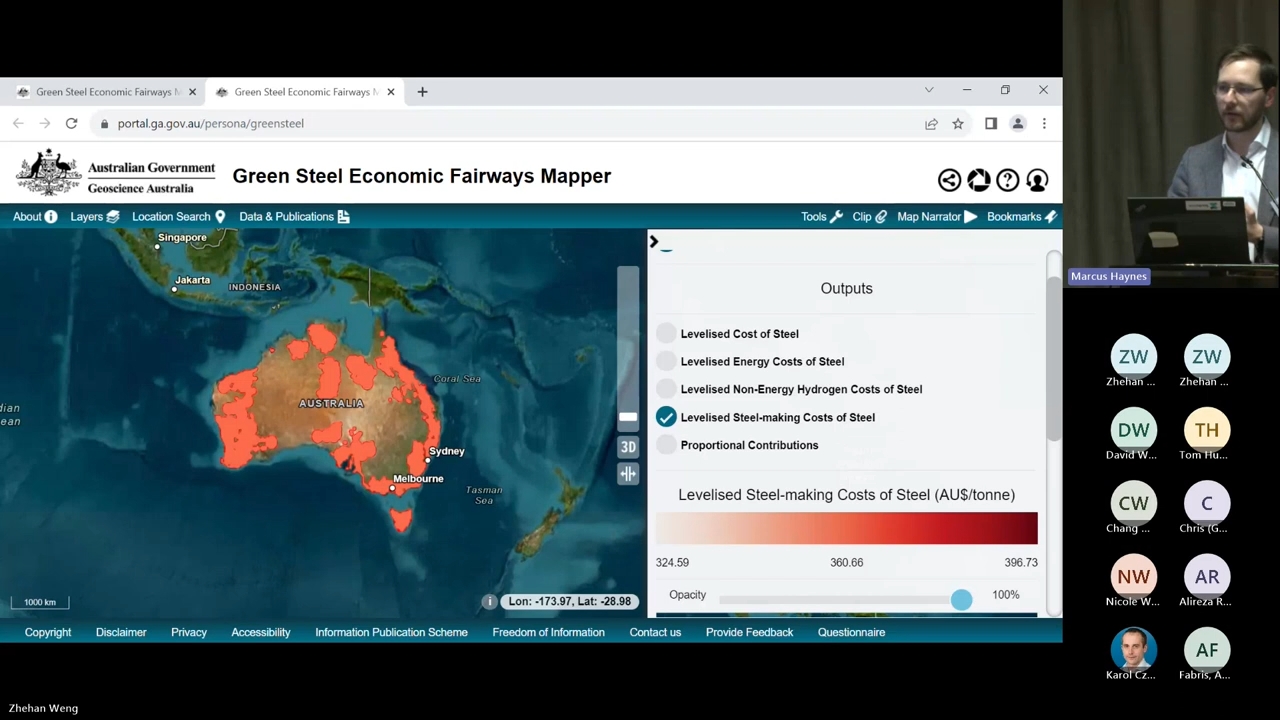 Green Steel Economic Fairways M
Green Steel Economic Fairways M
portal.ga.gov.au/persona/greensteel
Australian Government
Geoscience Australia
Green Steel Economic Fairways Mapper
About
Layers
Location Search
Data & Publications
Tools
Clip
Map Narrator
Bookmarks
Singapore
Jakarta
INDONESIA
Coral Sea
AUSTRALIA
Sydney
Melbourne
Tasman
Sea
dian
ean
3D
1000 km
Lon: -173.97, Lat: -28.98
Outputs
Levelised Cost of Steel
Levelised Energy Costs of Steel
Levelised Non-Energy Hydrogen Costs of Steel
Levelised Steel-making Costs of Steel
Proportional Contributions
Levelised Steel-making Costs of Steel (AU$/tonne)
324.59 360.66 396.73
Opacity 100%
Copyright
Disclaimer
Privacy
Accessibility
Information Publication Scheme
Freedom of Information
Contact us
Provide Feedback
Questionnaire
Marcus Haynes
ZW ZW
Zhehan ... Zhehan ...
DW TH
David W... Tom Hu...
CW C
Chang ... Chris (G...
NW AR
Nicole W... Alireza R...
AF
Karol Cz... Fabris, A...
Zhehan Weng